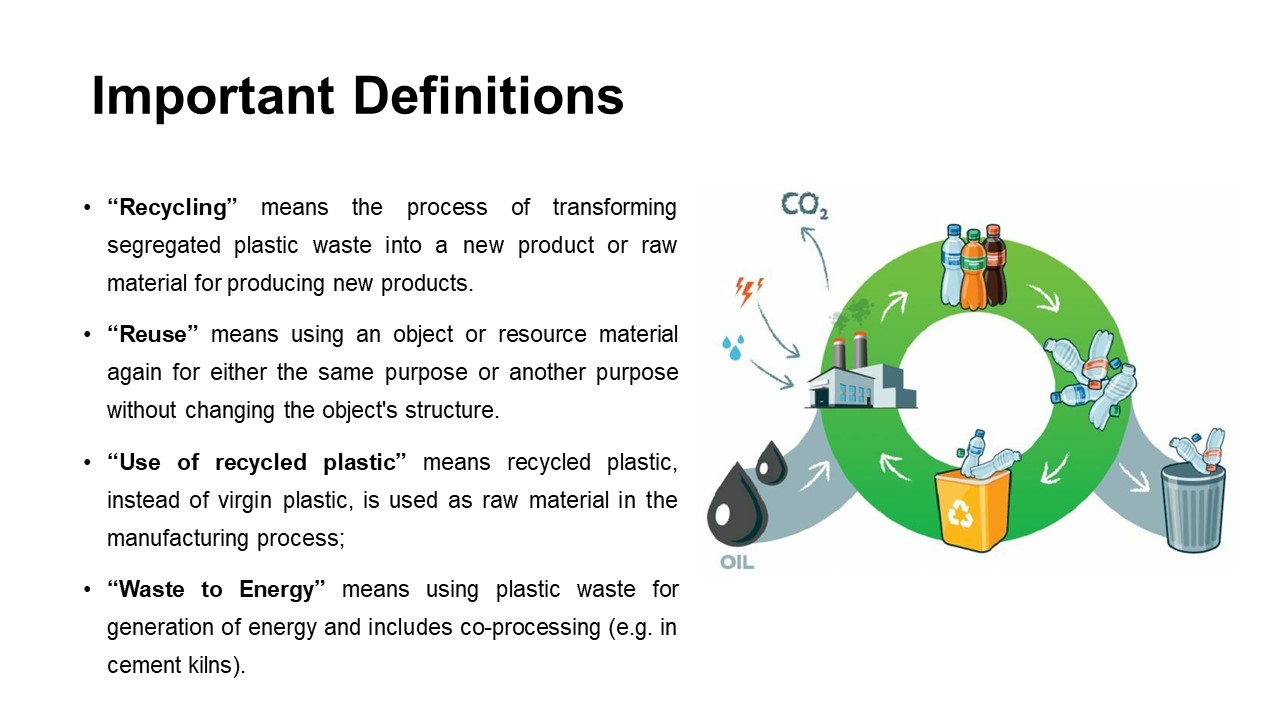 Important Definitions
• “Recycling” means the process of transforming
segregated plastic waste into a new product or raw
material for producing new products.
• “Reuse” means using an object or resource material
again for either the same purpose or another purpose
without changing the object's structure.
• “Use of recycled plastic” means recycled plastic,
instead of virgin plastic, is used as raw material in the
manufacturing process;
• “Waste to Energy” means using plastic waste for
generation of energy and includes co-processing (e.g. in
cement kilns).
CO₂
OIL